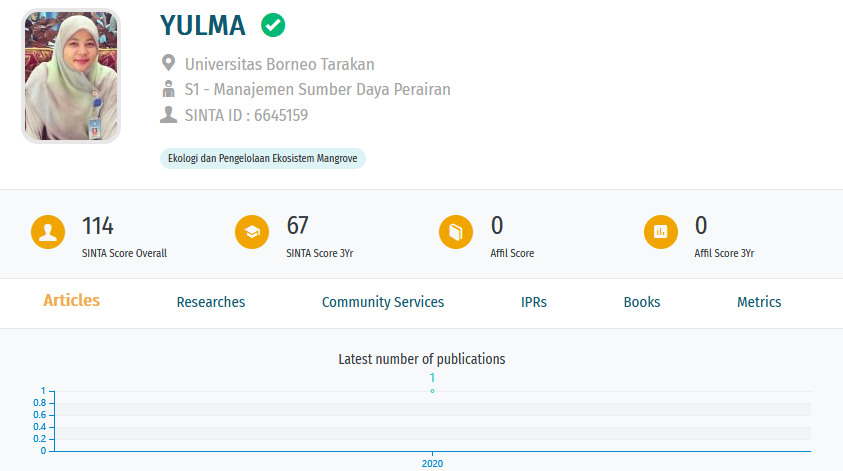 YULMA
Universitas Borneo Tarakan
S1 - Manajemen Sumber Daya Perairan
SINTA ID : 6645159
Ekologi dan Pengelolaan Ekosistem Mangrove
114
SINTA Score Overall
67
SINTA Score 3Yr
0
Affil Score
0
Affil Score 3Yr
Articles
Researches
Community Services
IPRs
Books
Metrics
Latest number of publications
1
1
0.8
0.6
0.4
0.2
0
2020